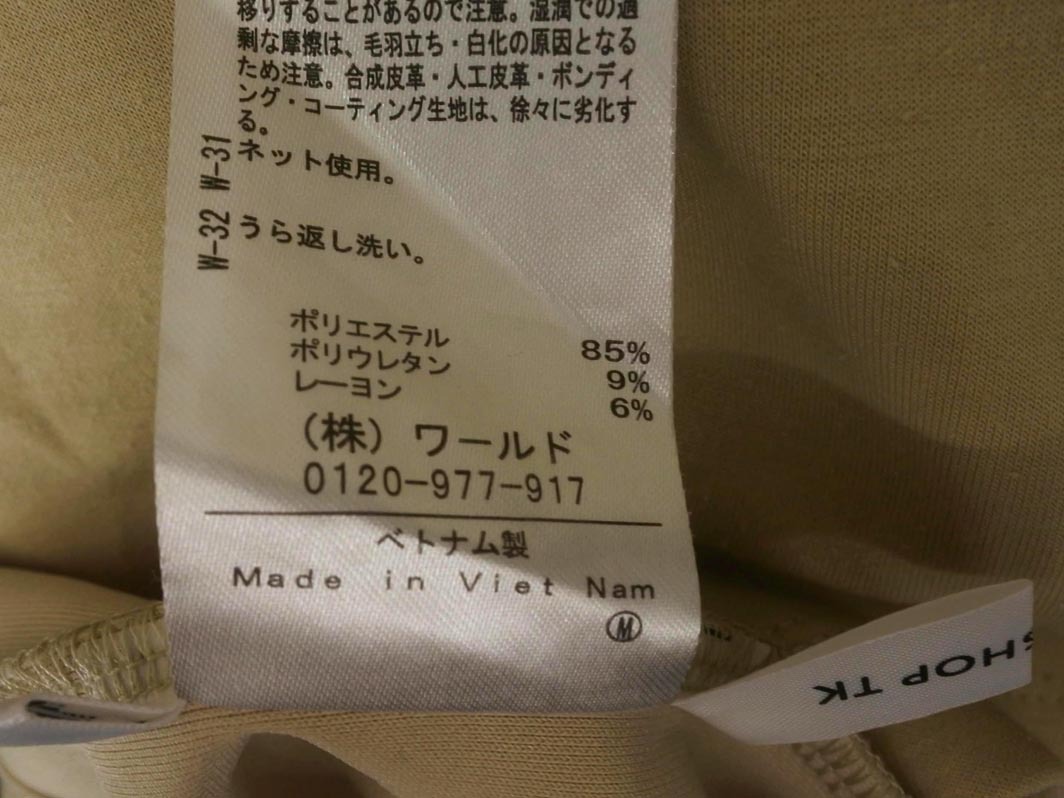 移りすることがあるので注意。湿潤での過
剰な摩擦は、毛羽立ち・白化の原因となる
ため注意。合成皮革・人工皮革・ボンディ
ング・コーティング生地は、徐々に劣化す
る。
W-31 ネット使用。
W-32 うら返し洗い。
ポリエステル 85%
ポリウレタン 9%
レーヨン 6%
(株) ワールド
0120-977-917
ベトナム製
Made in Viet Nam
M
SHOP TK